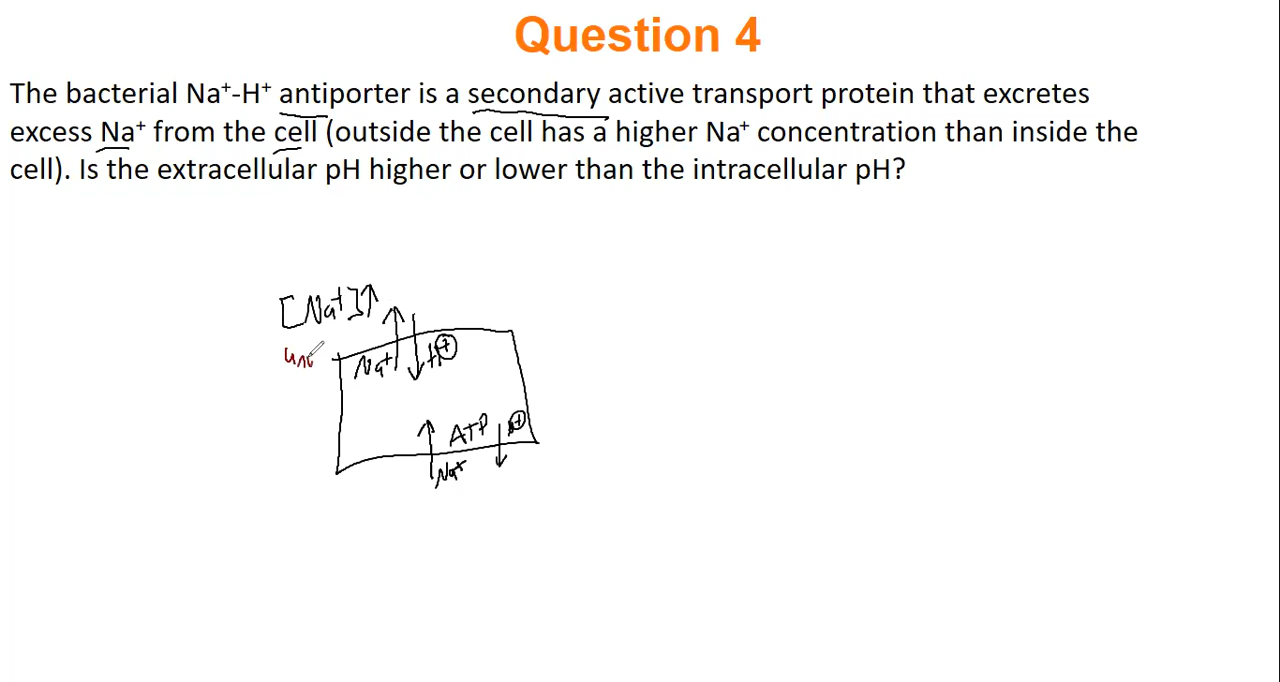 Question 4
The bacterial Na⁺-H⁺ antiporter is a secondary active transport protein that excretes
excess Na⁺ from the cell (outside the cell has a higher Na⁺ concentration than inside the
cell). Is the extracellular pH higher or lower than the intracellular pH?
[Na⁺]↑
Na⁺ H⁺
ATP
Na⁺